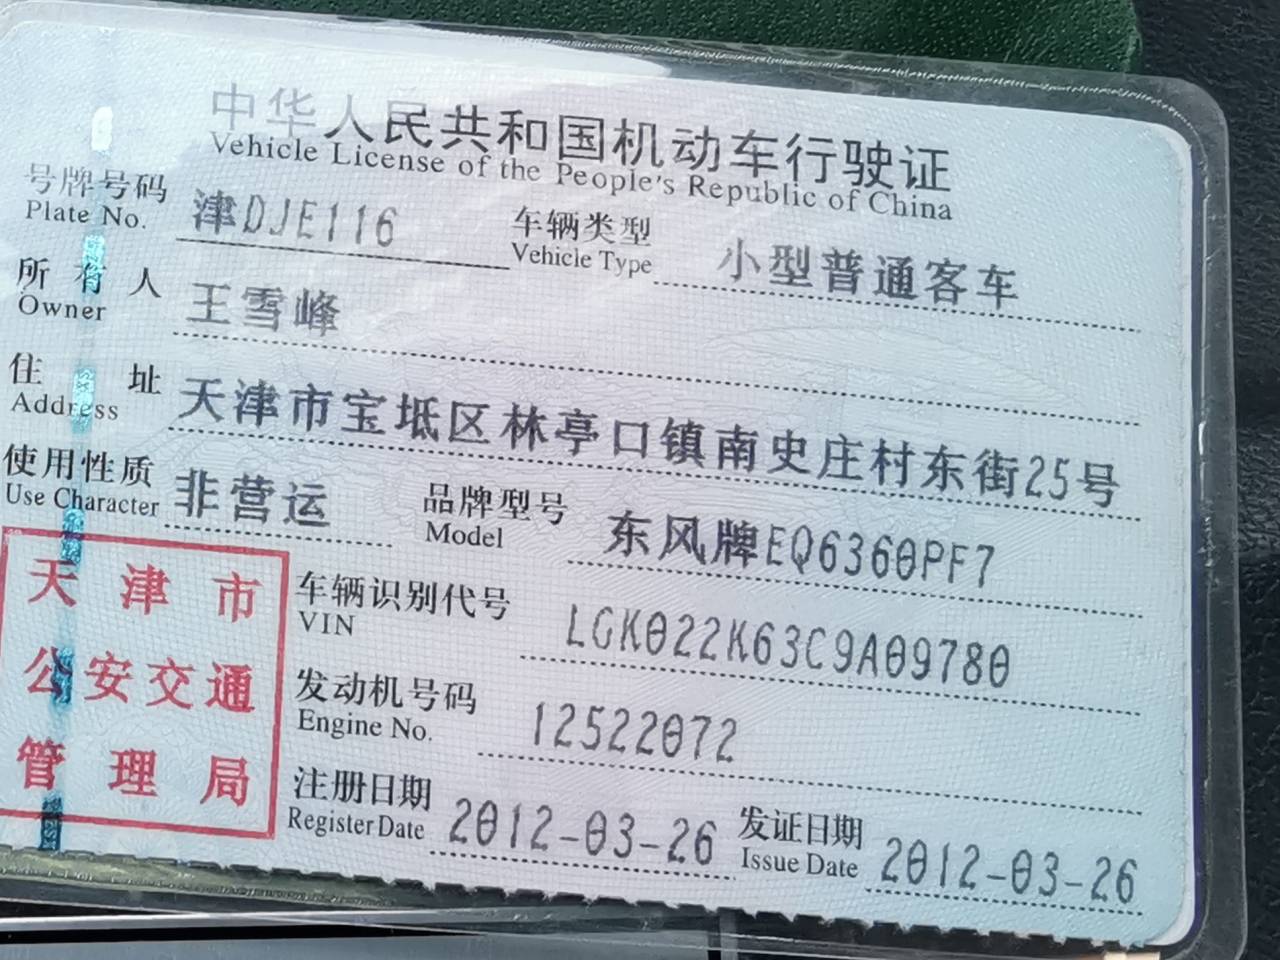 中华人民共和国机动车行驶证
Vehicle License of the People's Republic of China
号牌号码 津DJE116 车辆类型 小型普通客车
Plate No. Vehicle Type
所有人 王雪峰
Owner
住址 天津市宝坻区林亭口镇南史庄村东街25号
Address
使用性质 非营运 品牌型号 东风牌EQ6360PF7
Use Character Model
车辆识别代号 LGK022K63C9A09780
VIN
发动机号码 12522072
Engine No.
注册日期 2012-03-26 发证日期 2012-03-26
Register Date Issue Date
天津市
公安交通
管理局